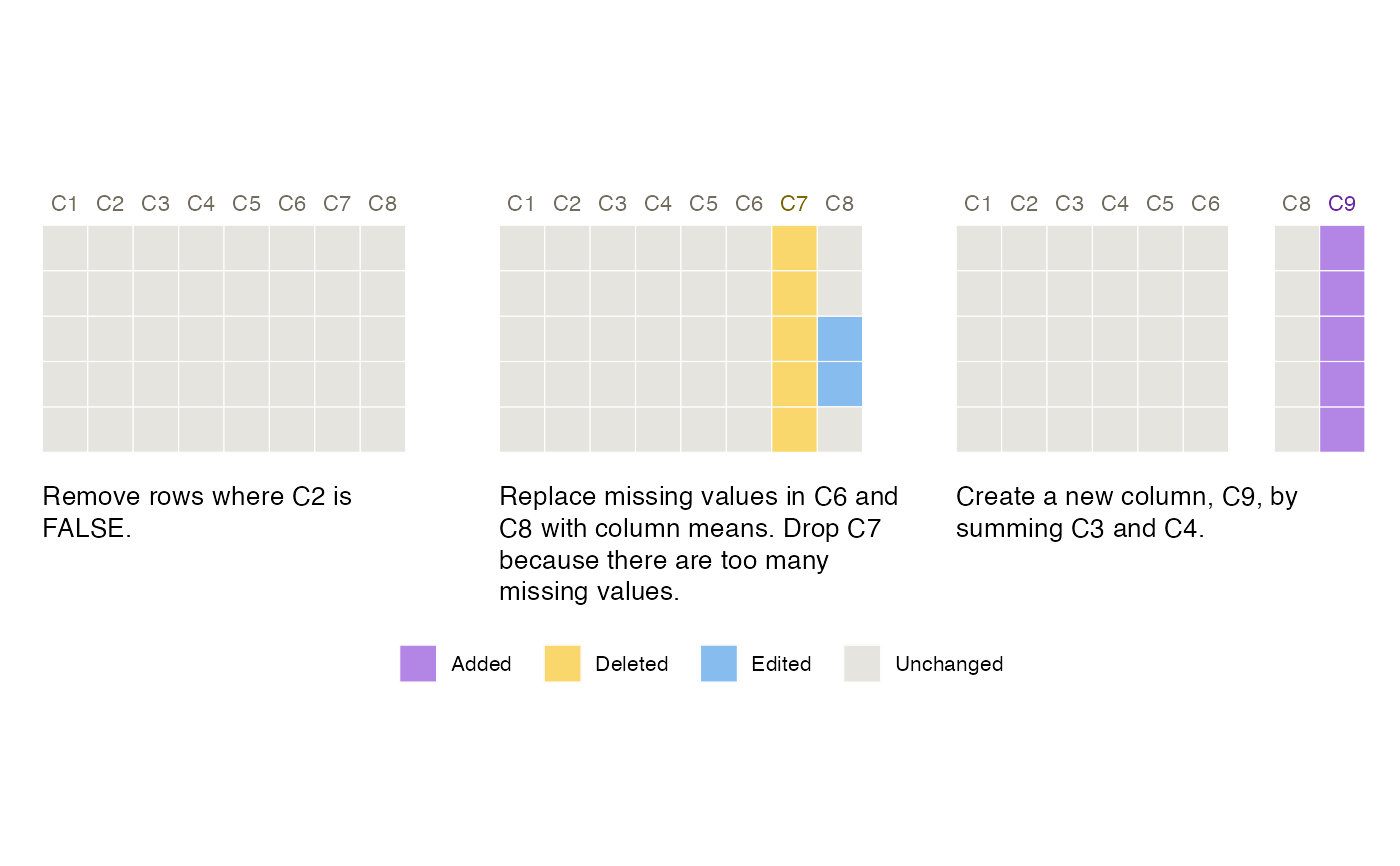 C1 C2 C3 C4 C5 C6 C7 C8
C1 C2 C3 C4 C5 C6 C7 C8
C1 C2 C3 C4 C5 C6 C8 C9
Remove rows where C2 is
FALSE.
Replace missing values in C6 and
C8 with column means. Drop C7
because there are too many
missing values.
Create a new column, C9, by
summing C3 and C4.
Added Deleted Edited Unchanged